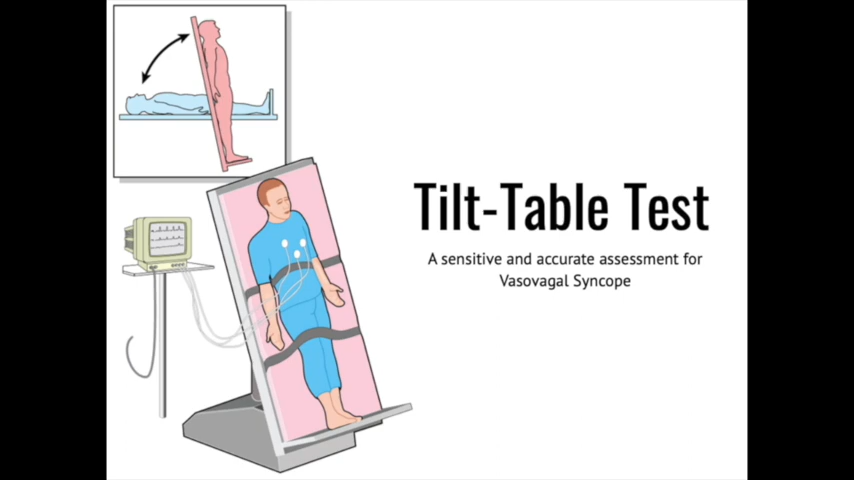 Tilt-Table Test
A sensitive and accurate assessment for
Vasovagal Syncope